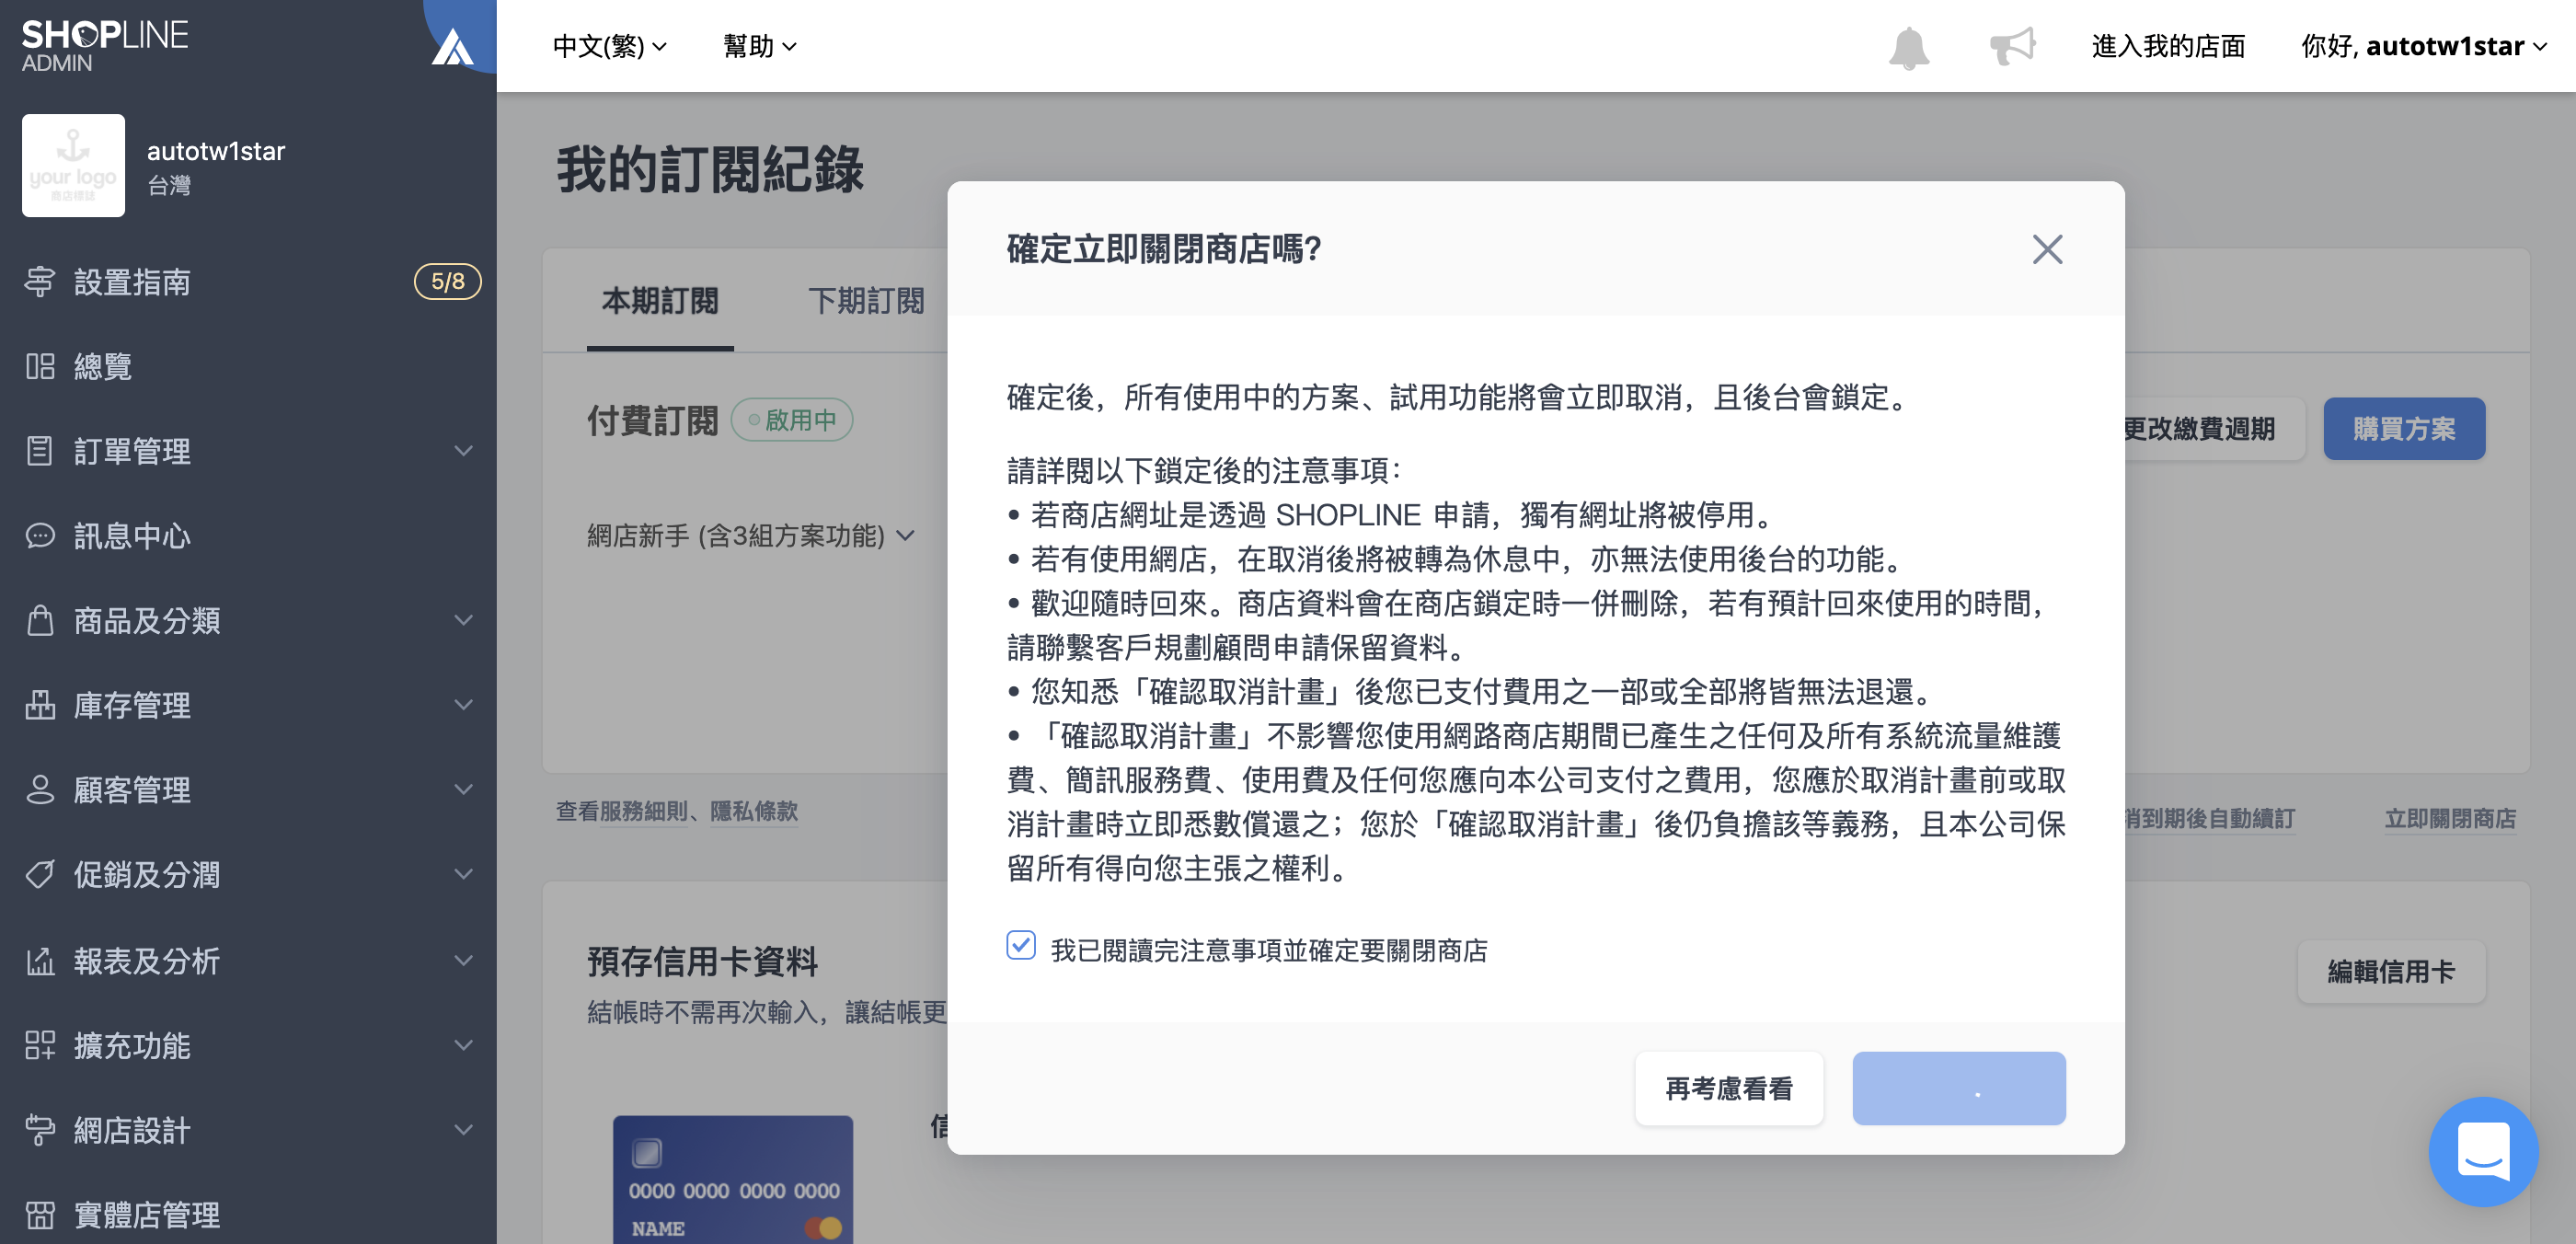 SHOPLINE
ADMIN
中文(繁)
幫助
進入我的店面
你好, autotw1star
your logo
商店標誌
autotw1star
台灣
設置指南
5/8
總覽
訂單管理
訊息中心
商品及分類
庫存管理
顧客管理
促銷及分潤
報表及分析
擴充功能
網店設計
實體店管理
我的訂閱紀錄
本期訂閱
下期訂閱
付費訂閱
啟用中
更改繳費週期
購買方案
網店新手 (含3組方案功能)
查看服務細則、隱私條款
消到期後自動續訂
立即關閉商店
預存信用卡資料
結帳時不需再次輸入，讓結帳更
編輯信用卡
信
0000 0000 0000 0000
NAME
確定立即關閉商店嗎?
確定後，所有使用中的方案、試用功能將會立即取消，且後台會鎖定。
請詳閱以下鎖定後的注意事項：
• 若商店網址是透過 SHOPLINE 申請，獨有網址將被停用。
• 若有使用網店，在取消後將被轉為休息中，亦無法使用後台的功能。
• 歡迎隨時回來。商店資料會在商店鎖定時一併刪除，若有預計回來使用的時間，
請聯繫客戶規劃顧問申請保留資料。
• 您知悉「確認取消計畫」後您已支付費用之一部或全部將皆無法退還。
• 「確認取消計畫」不影響您使用網路商店期間已產生之任何及所有系統流量維護
費、簡訊服務費、使用費及任何您應向本公司支付之費用，您應於取消計畫前或取
消計畫時立即悉數償還之；您於「確認取消計畫」後仍負擔該等義務，且本公司保
留所有得向您主張之權利。
我已閱讀完注意事項並確定要關閉商店
再考慮看看